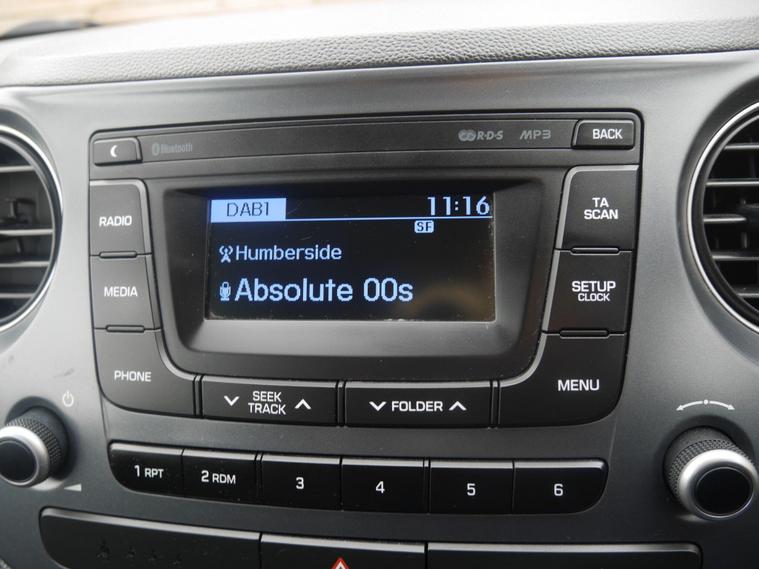 Bluetooth
R·D·S
MP3
BACK
RADIO
DAB1
11:16
TA
SCAN
SF
Humberside
MEDIA
Absolute 00s
SETUP
CLOCK
PHONE
SEEK
TRACK
FOLDER
MENU
1 RPT
2 RDM
3
4
5
6